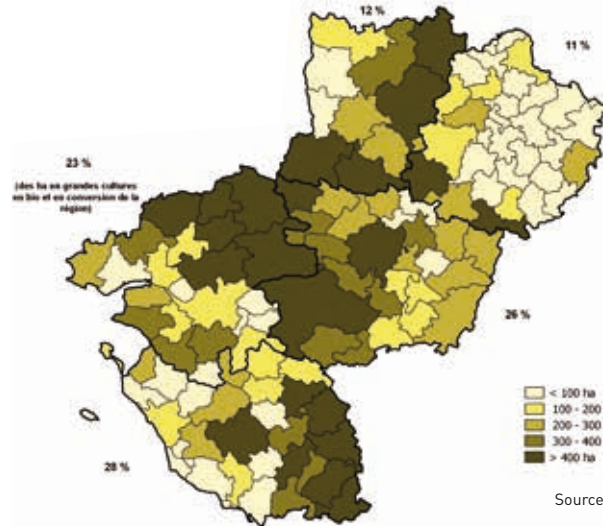 12 %
11 %
23 %
(des ha en grandes cultures
en bio et en conversion de la
région)
26 %
28 %
< 100 ha
100 - 200
200 - 300
300 - 400
> 400 ha
Source